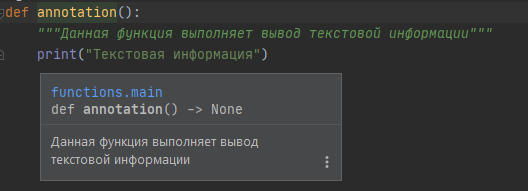 def annotation():
"""Данная функция выполняет вывод текстовой информации"""
print("Текстовая информация")
functions.main
def annotation() -> None
Данная функция выполняет вывод
текстовой информации